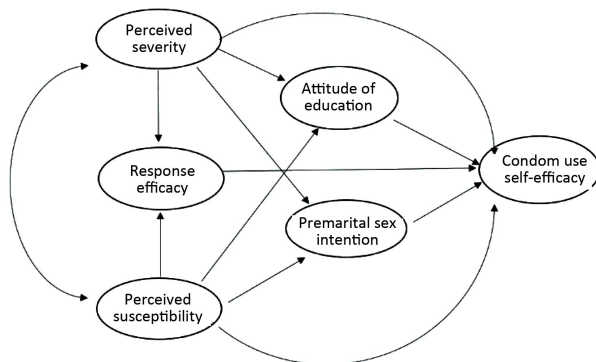 Perceived
severity
Attitude of
education
Response
efficacy
Condom use
self-efficacy
Premarital sex
intention
Perceived
susceptibility